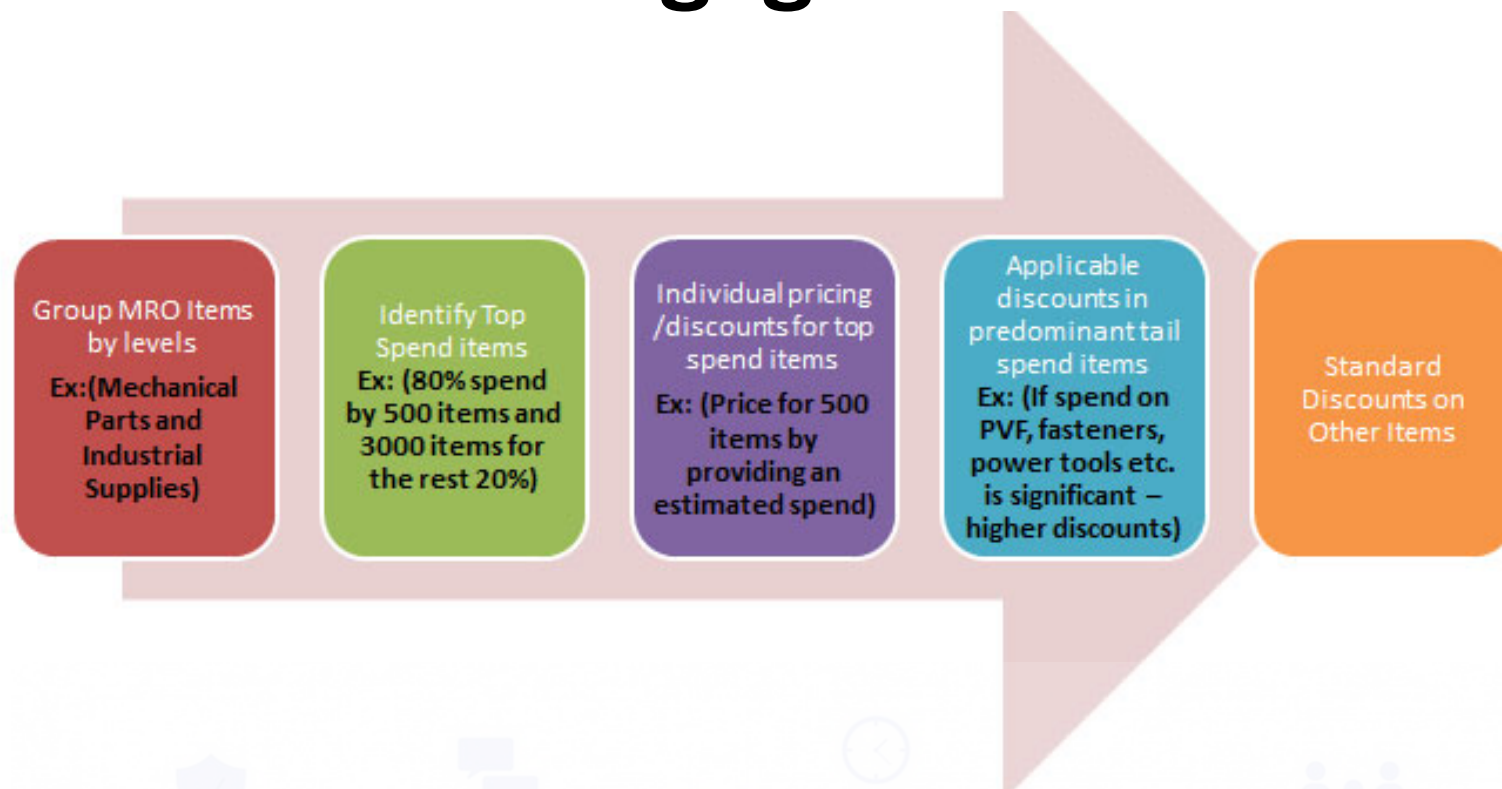 Group MRO Items
by levels
Ex:(Mechanical
Parts and
Industrial
Supplies)
Identify Top
Spend items
Ex: (80% spend
by 500 items and
3000 items for
the rest 20%)
Individual pricing
/discounts for top
spend items
Ex: (Price for 500
items by
providing an
estimated spend)
Applicable
discounts in
predominant tail
spend items
Ex: (If spend on
PVF, fasteners,
power tools etc.
is significant –
higher discounts)
Standard
Discounts on
Other Items